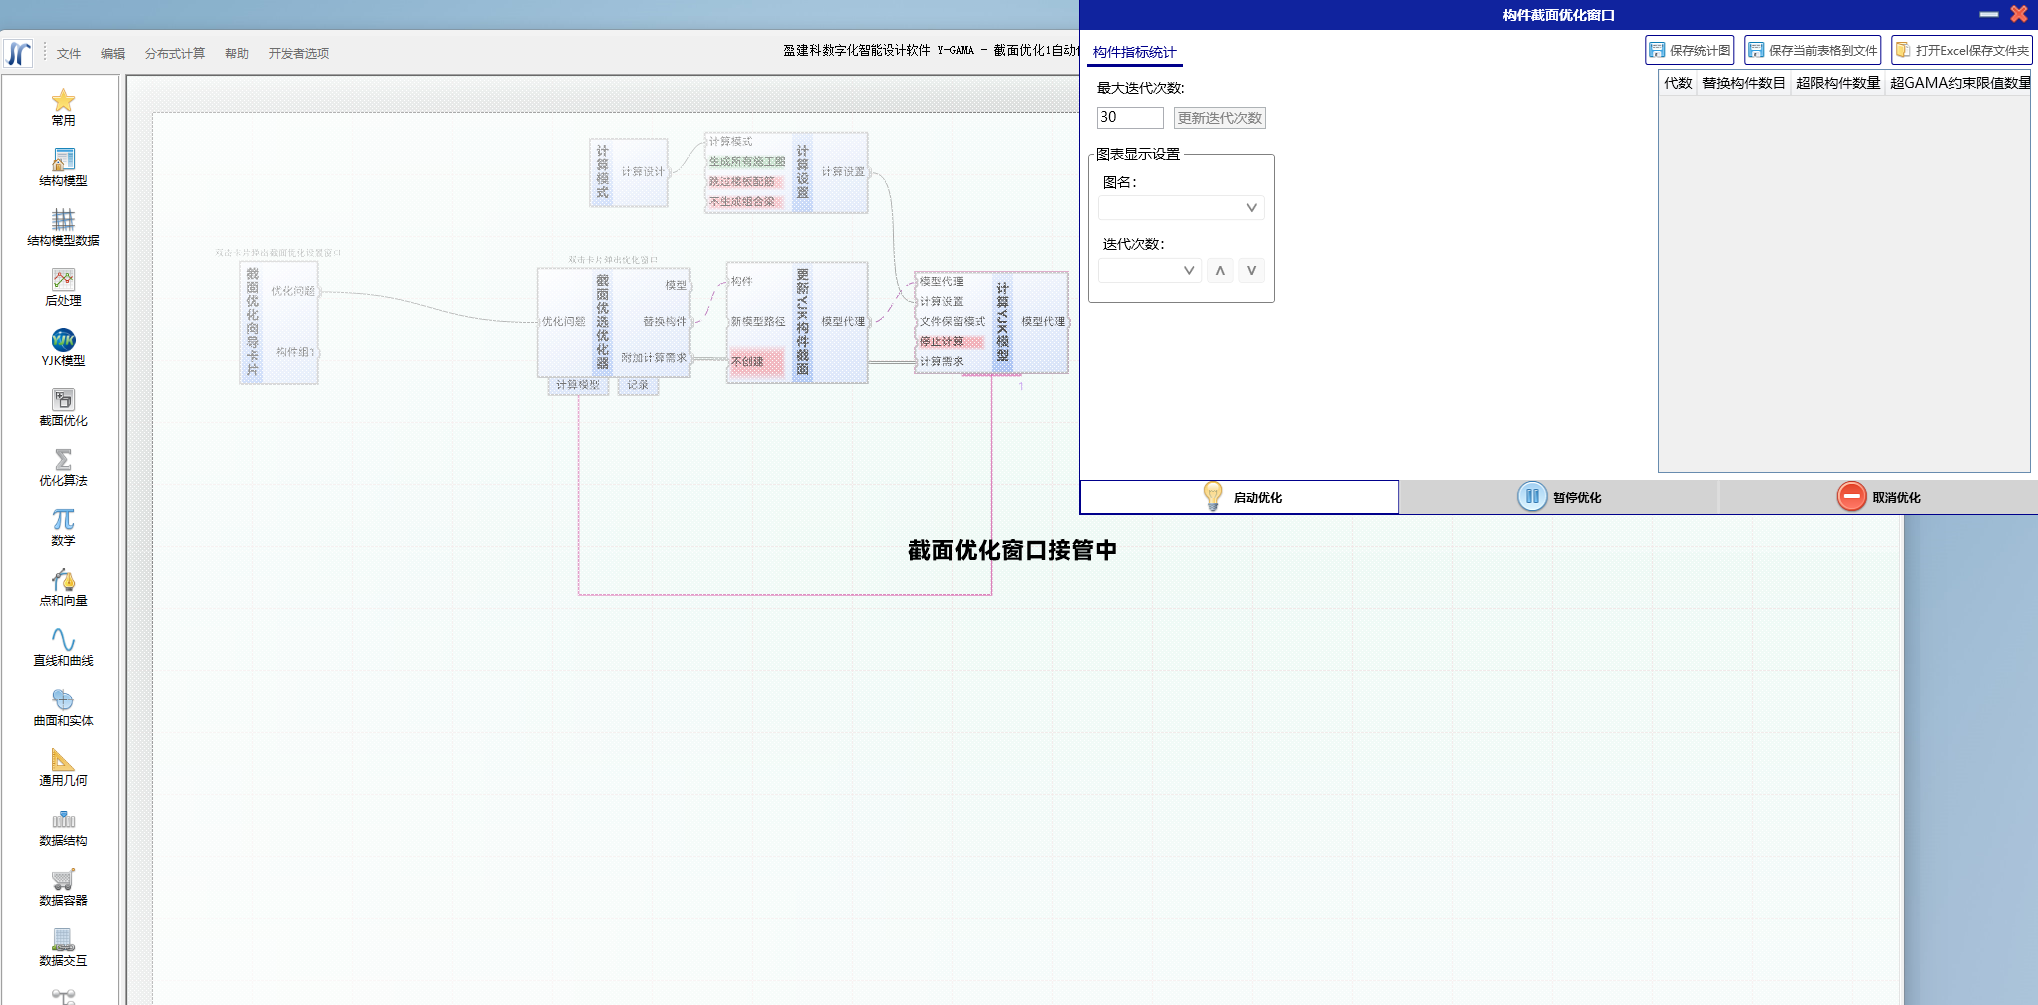 文件 编辑 分布式计算 帮助 开发者选项
盈建科数字化智能设计软件 Y-GAMA - 截面优化1自动
常用
结构模型
结构模型数据
后处理
YJK模型
截面优化
优化算法
数学
点和向量
直线和曲线
曲面和实体
通用几何
数据结构
数据容器
数据交互
计算模式
计算设计
计算模式
生成所有施工图
跳过楼板配筋
不生成组合梁
计算设置
计算设置
双击卡片弹出截面优化设置窗口
截面优化向导卡片
优化问题
构件组1
双击卡片弹出优化窗口
优化问题
截面优选优化器
模型
替换构件
附加计算需求
计算模型
记录
构件
新模型路径
不创建
更新YJK构件截面
模型代理
模型代理
计算设置
文件保留模式
停止计算
计算需求
计算YJK模型
模型代理
1
截面优化窗口接管中
构件截面优化窗口
构件指标统计
保存统计图 保存当前表格到文件 打开Excel保存文件夹
最大迭代次数:
30 更新迭代次数
图表显示设置
图名:
迭代次数:
代数 替换构件数目 超限构件数量 超GAMA约束限值数量
启动优化 暂停优化 取消优化